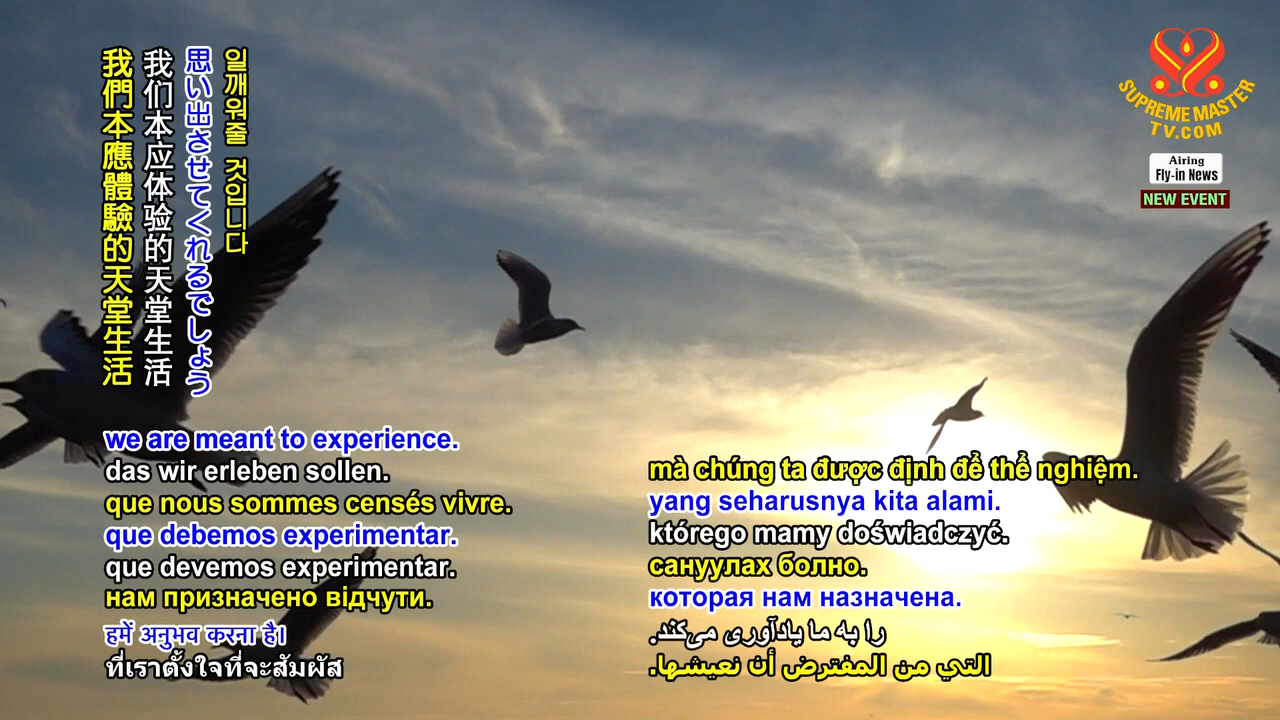 我們本應體驗的天堂生活
我们本应体验的天堂生活
思い出させてくれるでしょう
일깨워줄 것입니다
SUPREME MASTER
TV.COM
Airing
Fly-in News
NEW EVENT
we are meant to experience.
das wir erleben sollen.
que nous sommes censés vivre.
que debemos experimentar.
que devemos experimentar.
нам призначено відчути.
हमें अनुभव करना है।
ที่เราตั้งใจที่จะสัมผัส
mà chúng ta được định để thể nghiệm.
yang seharusnya kita alami.
którego mamy doświadczyć.
сануулах болно.
которая нам назначена.
را به ما یادآوری می‌کند.
التي من المفترض أن نعيشها.